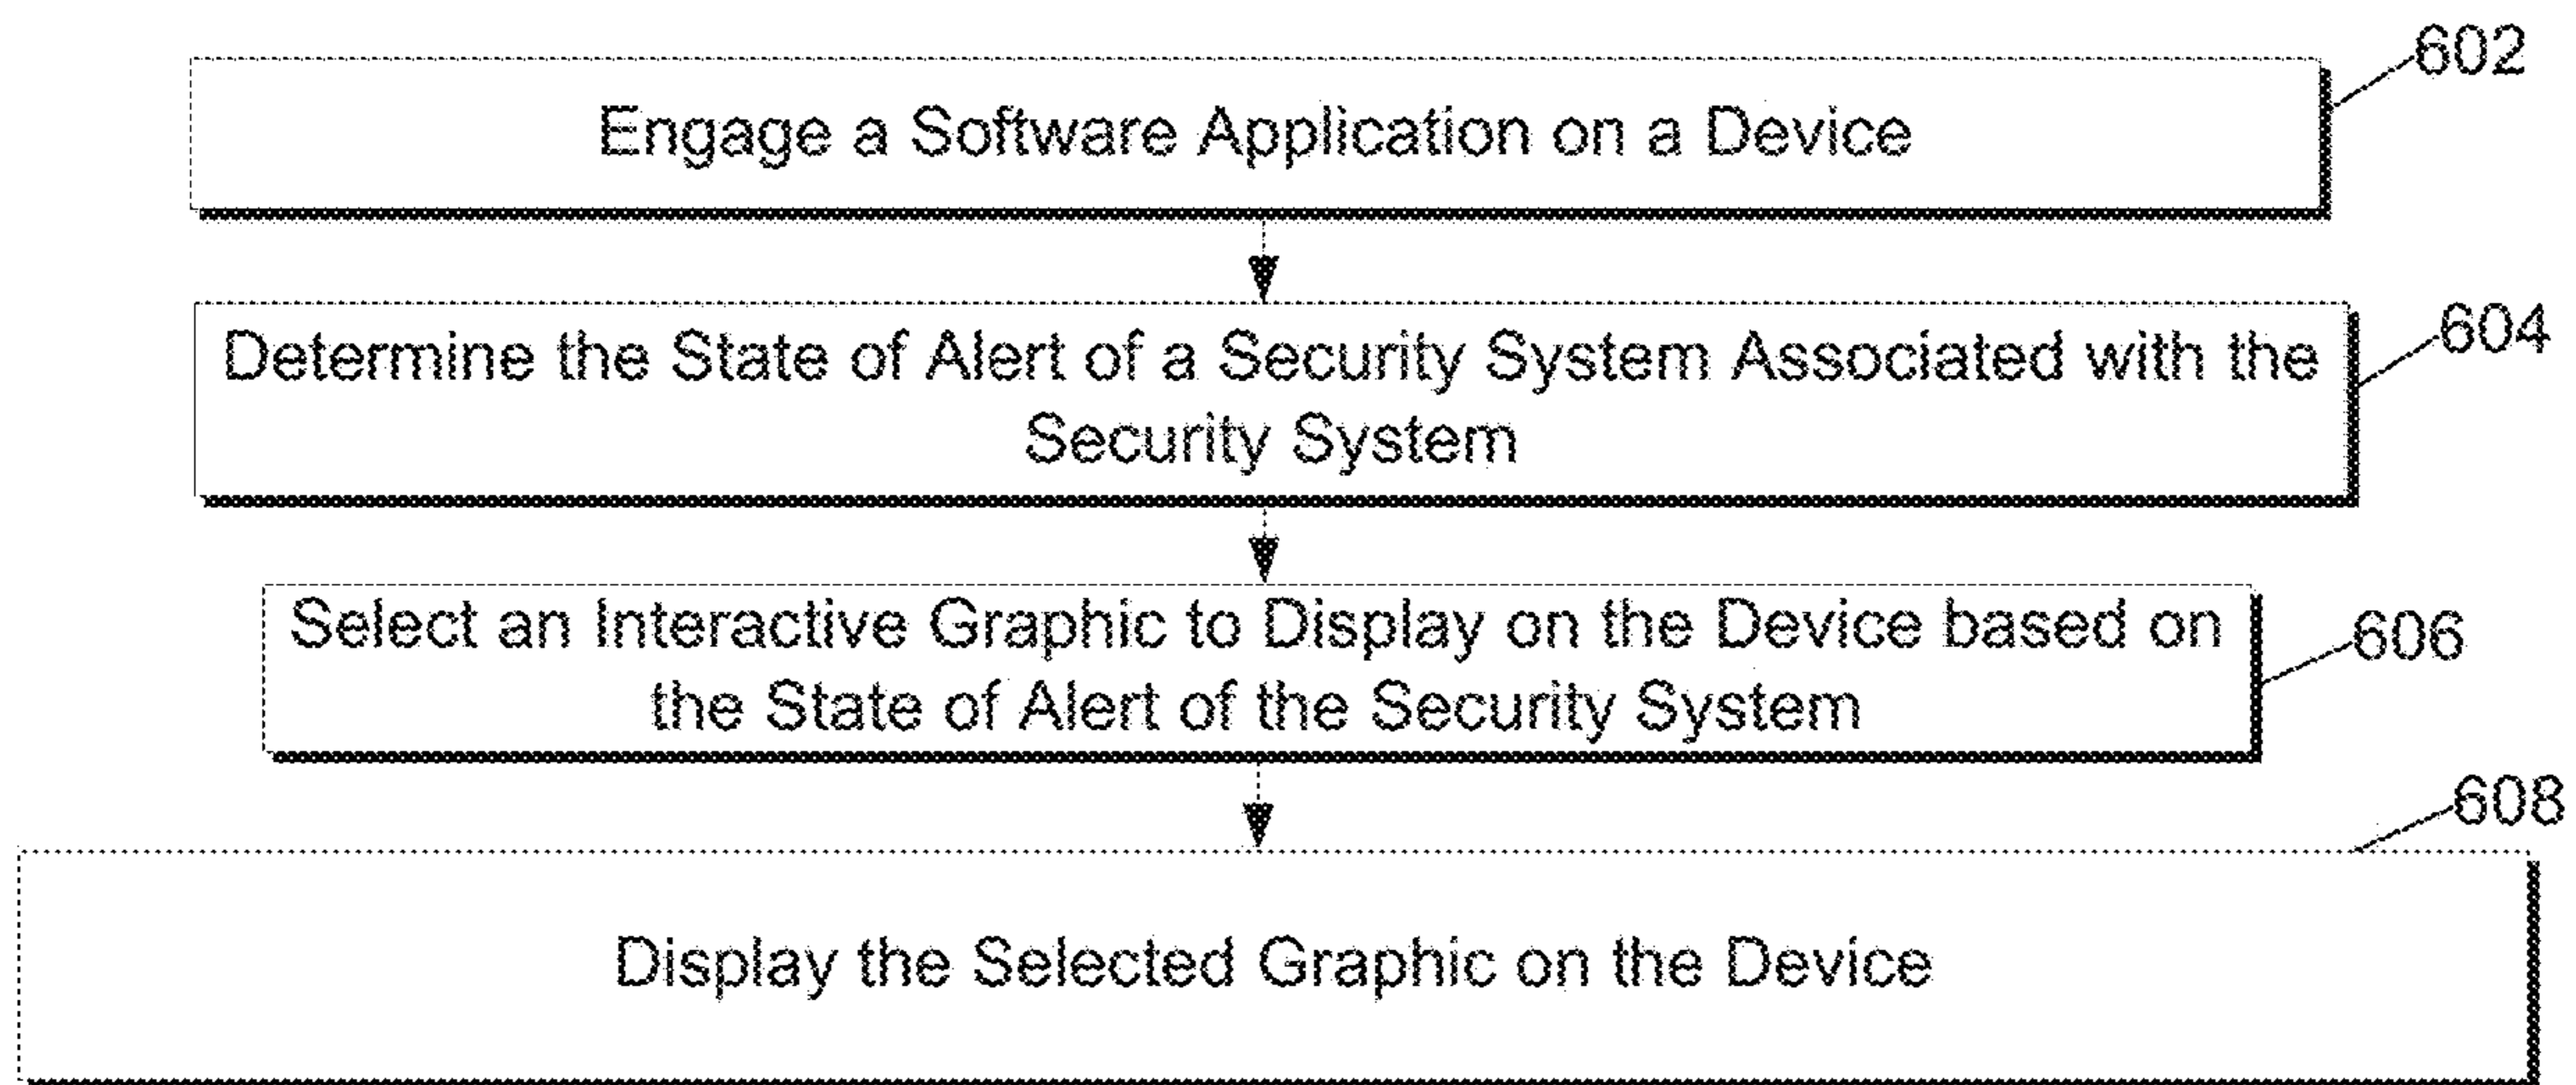 602
Engage a Software Application on a Device
604
Determine the State of Alert of a Security System Associated with the
Security System
606
Select an Interactive Graphic to Display on the Device based on
the State of Alert of the Security System
608
Display the Selected Graphic on the Device